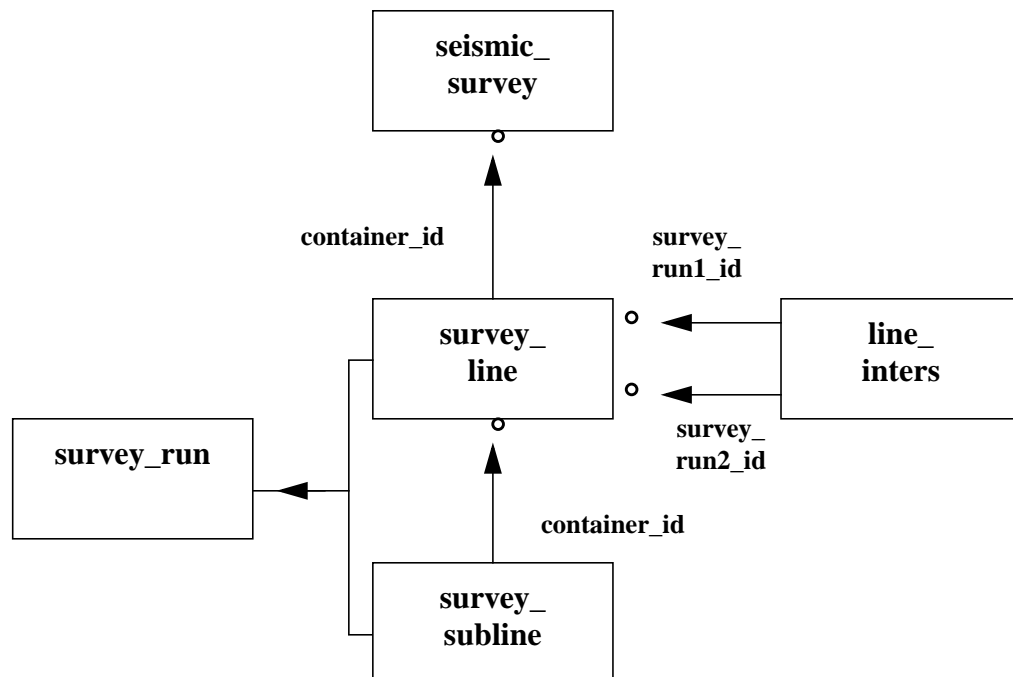 seismic_
survey
container_id
survey_
run1_id
survey_
line
line_
inters
survey_run
survey_
run2_id
container_id
survey_
subline